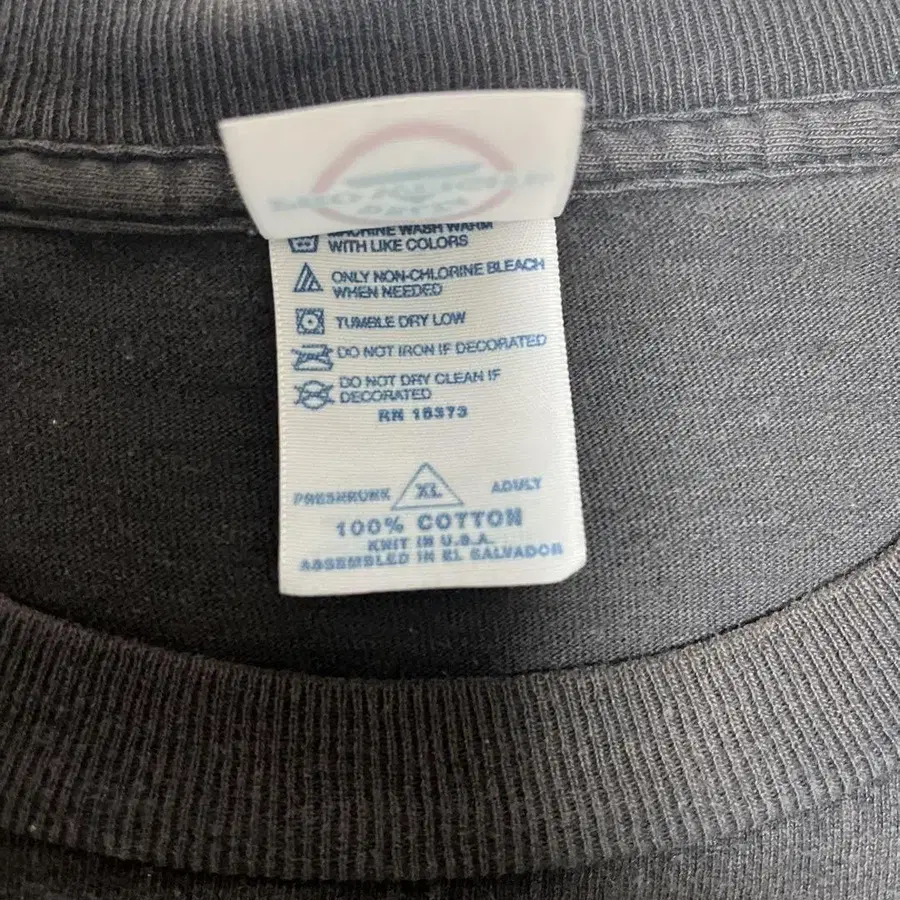 MACHINE WASH WARM
WITH LIKE COLORS
ONLY NON-CHLORINE BLEACH
WHEN NEEDED
TUMBLE DRY LOW
DO NOT IRON IF DECORATED
DO NOT DRY CLEAN IF
DECORATED
RN 15373
PRESHRUNK XL ADULT
100% COTTON
KNIT IN U.S.A.
ASSEMBLED IN EL SALVADOR